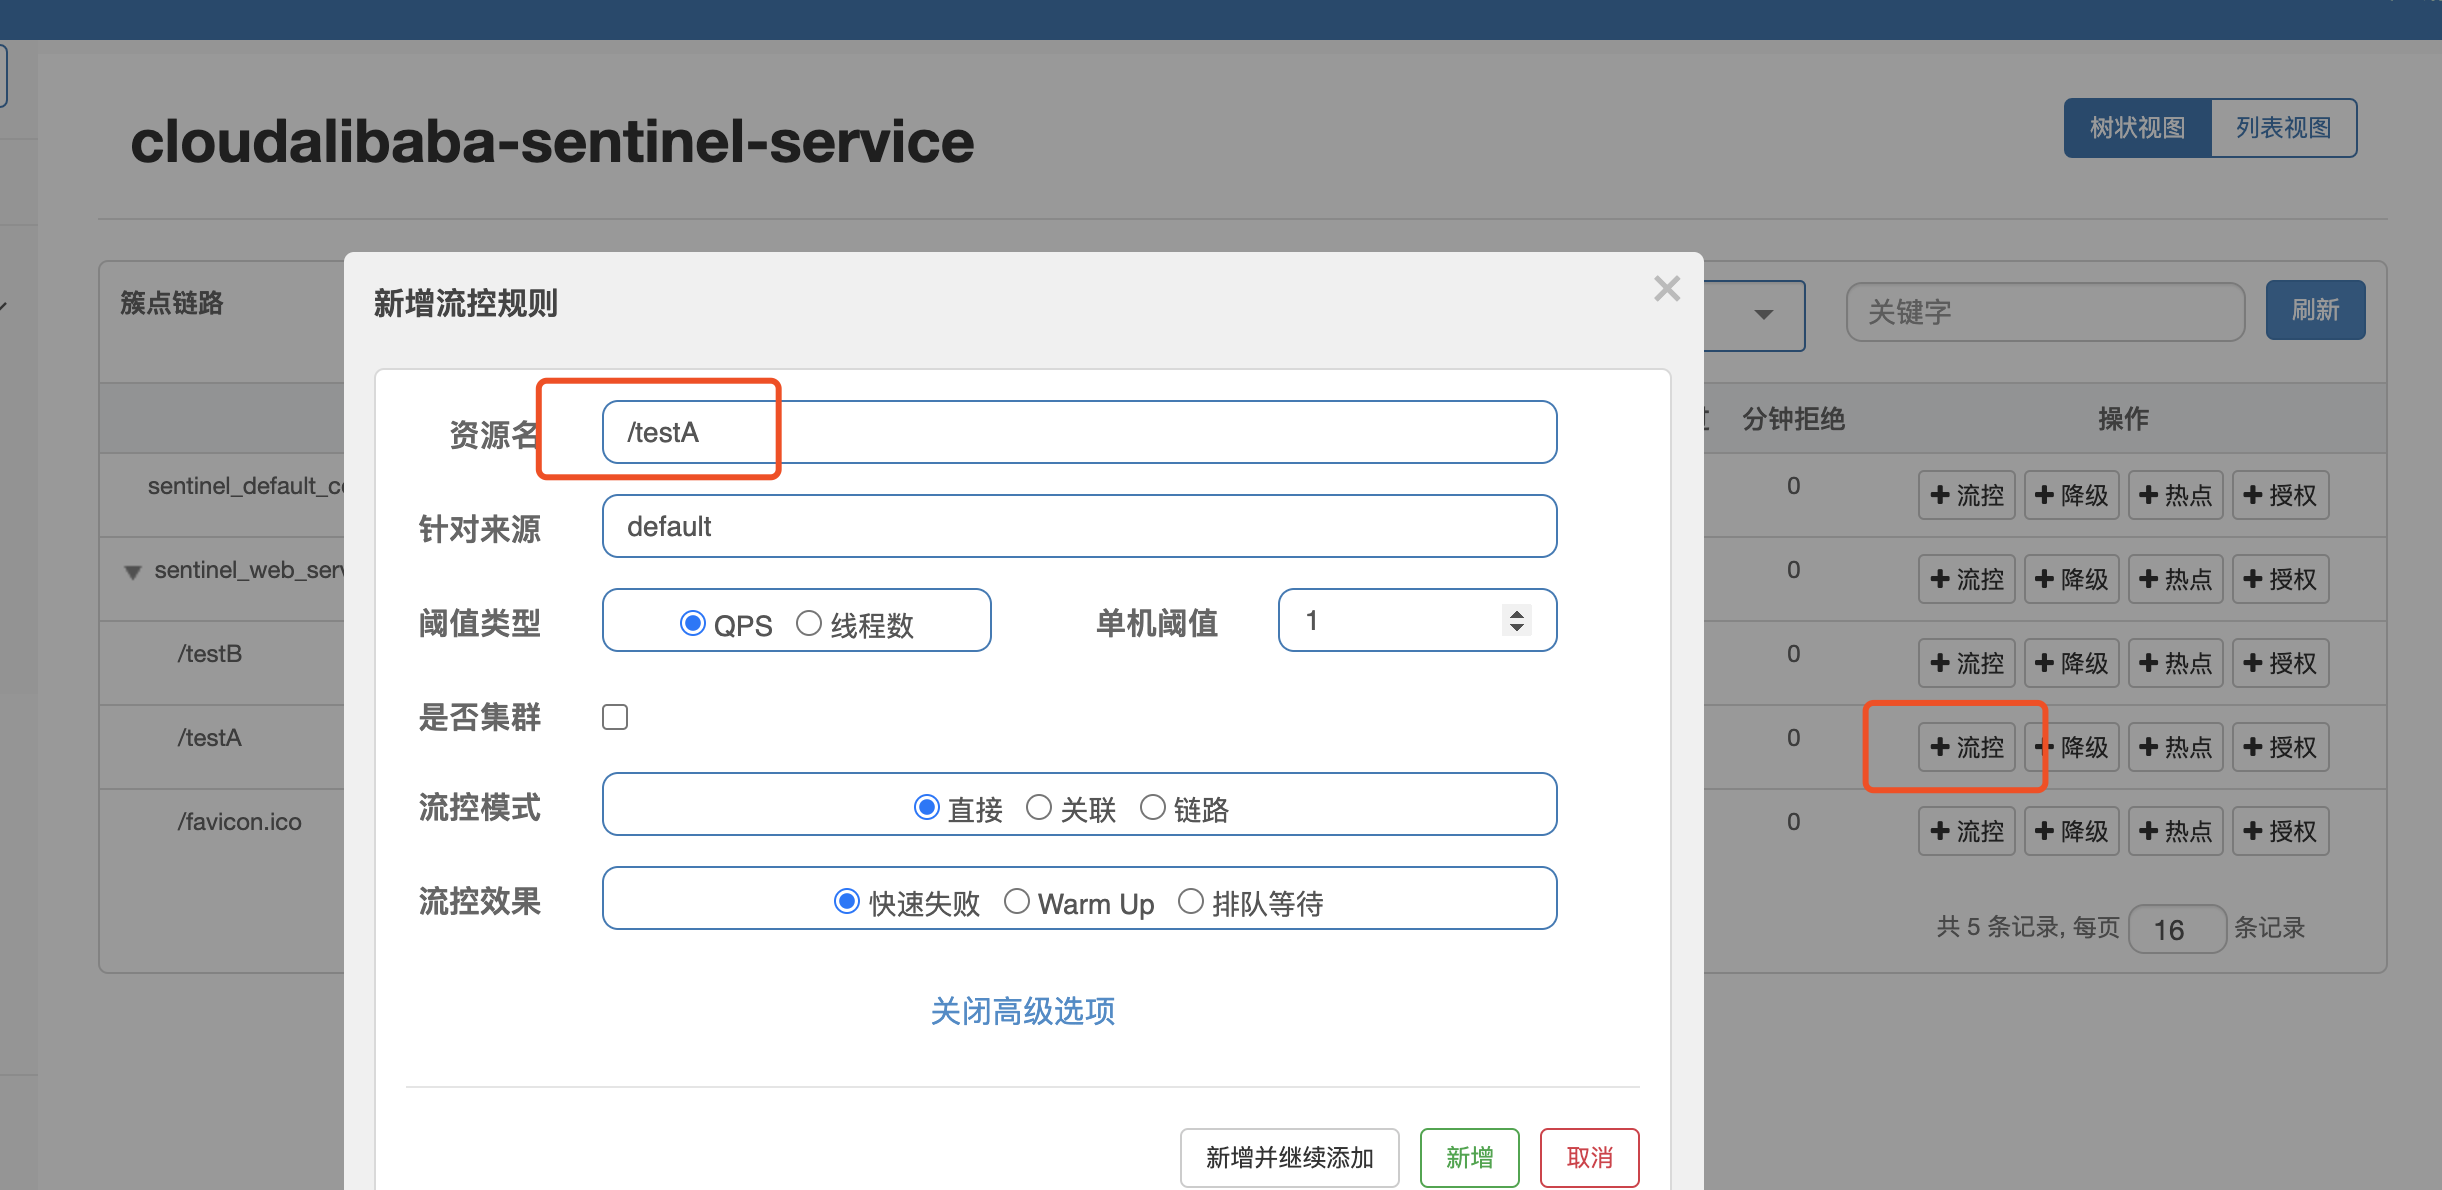 cloudalibaba-sentinel-service
树状视图 列表视图
簇点链路
关键字 刷新
分钟拒绝 操作
sentinel_default_ 0 流控 降级 热点 授权
sentinel_web_ 0 流控 降级 热点 授权
/testB 0 流控 降级 热点 授权
/testA 0 流控 降级 热点 授权
/favicon.ico 0 流控 降级 热点 授权
共 5 条记录, 每页 16 条记录
新增流控规则 ×
资源名 /testA
针对来源 default
阈值类型 QPS 线程数 单机阈值 1
是否集群
流控模式 直接 关联 链路
流控效果 快速失败 Warm Up 排队等待
关闭高级选项
新增并继续添加 新增 取消